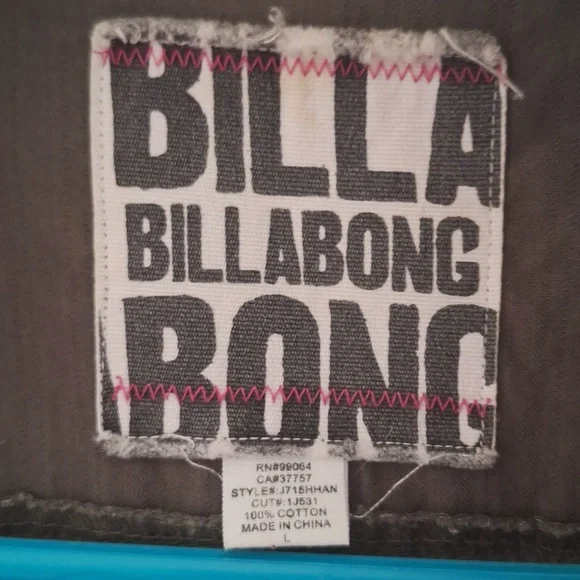 BILLA
BILLABONG
BONG
RN#99064
CA#37757
STYLE#:J715HHAN
CUT#:1J531
100% COTTON
MADE IN CHINA
L